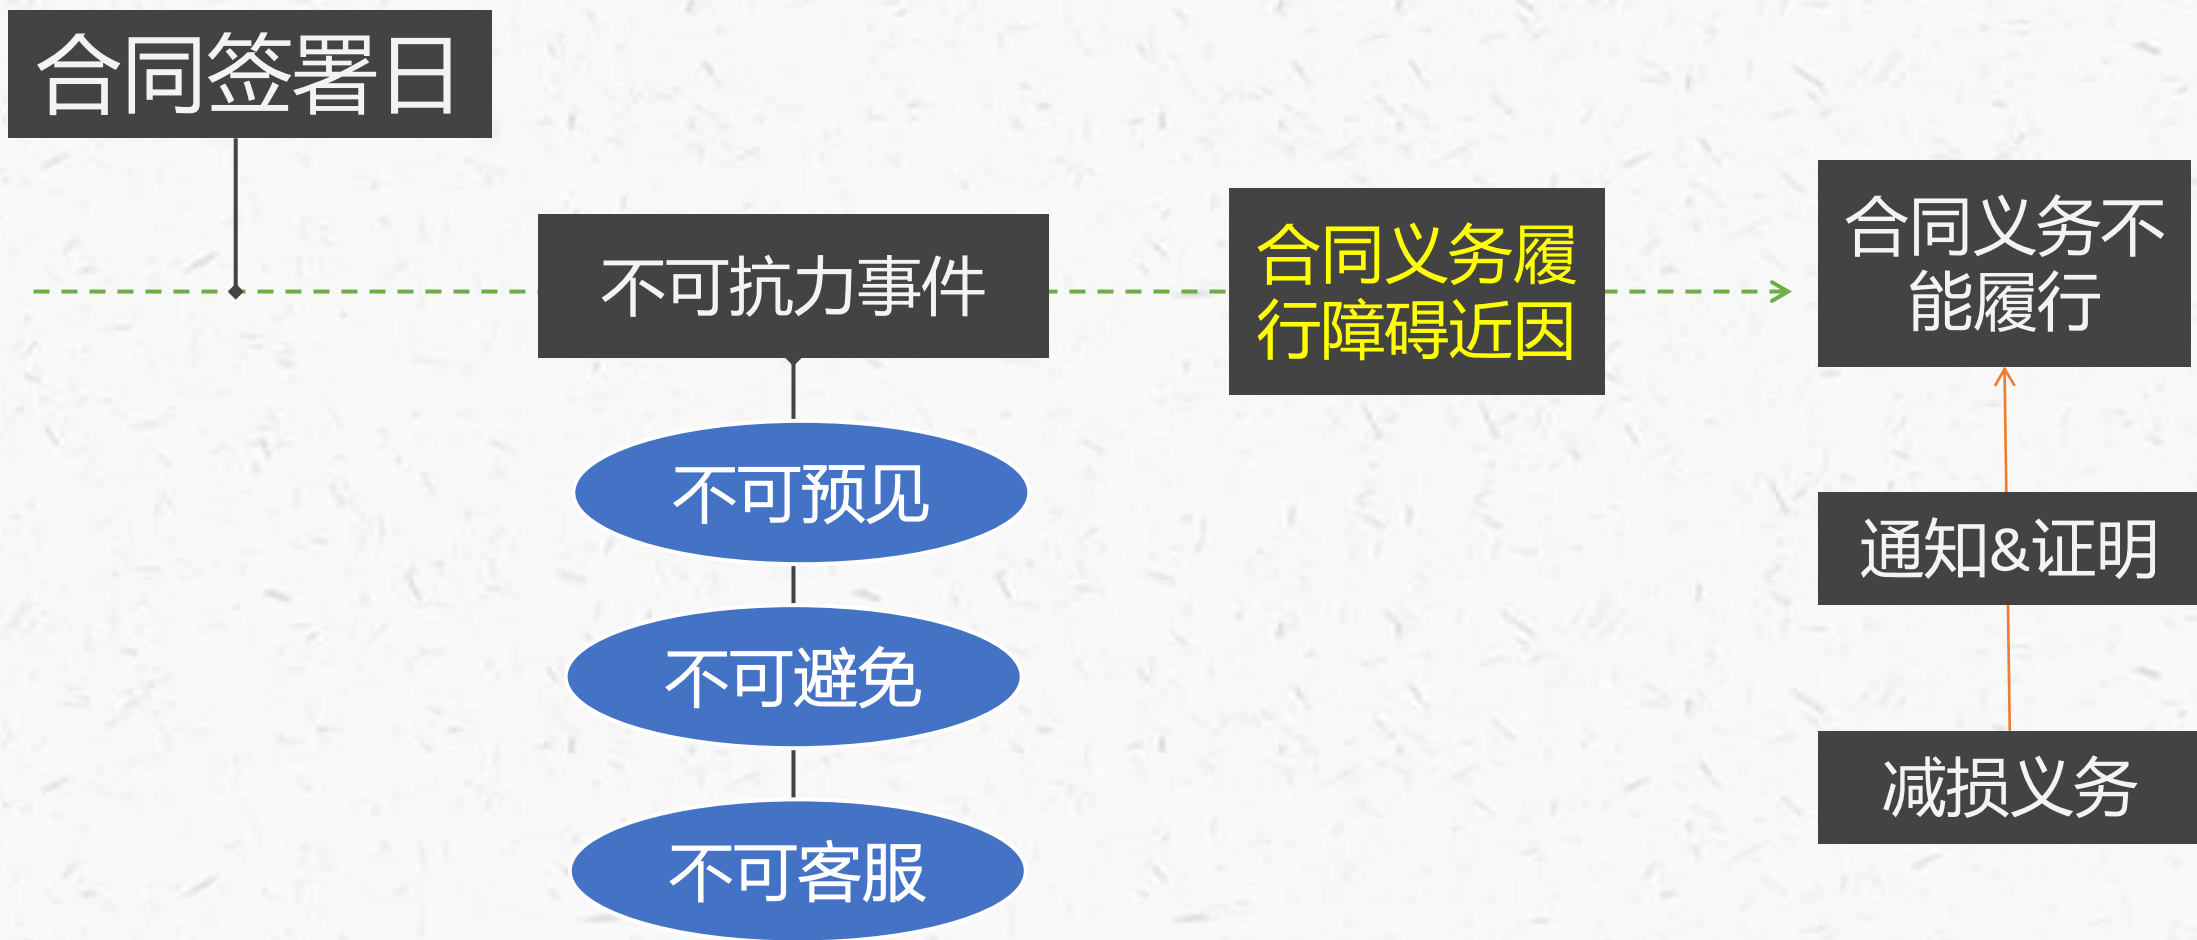 合同签署日
不可抗力事件
合同义务履
行障碍近因
合同义务不
能履行
不可预见
不可避免
不可客服
通知&证明
减损义务